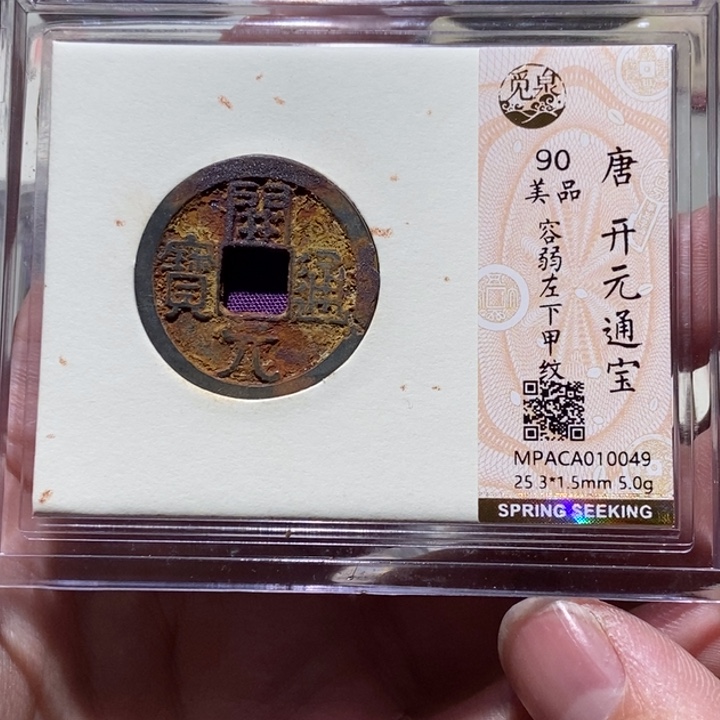 開
通
元
寶
覓泉
唐 开元通宝
90
美品
容弱左下甲纹
MPACA010049
25.3*1.5mm 5.0g
SPRING SEEKING